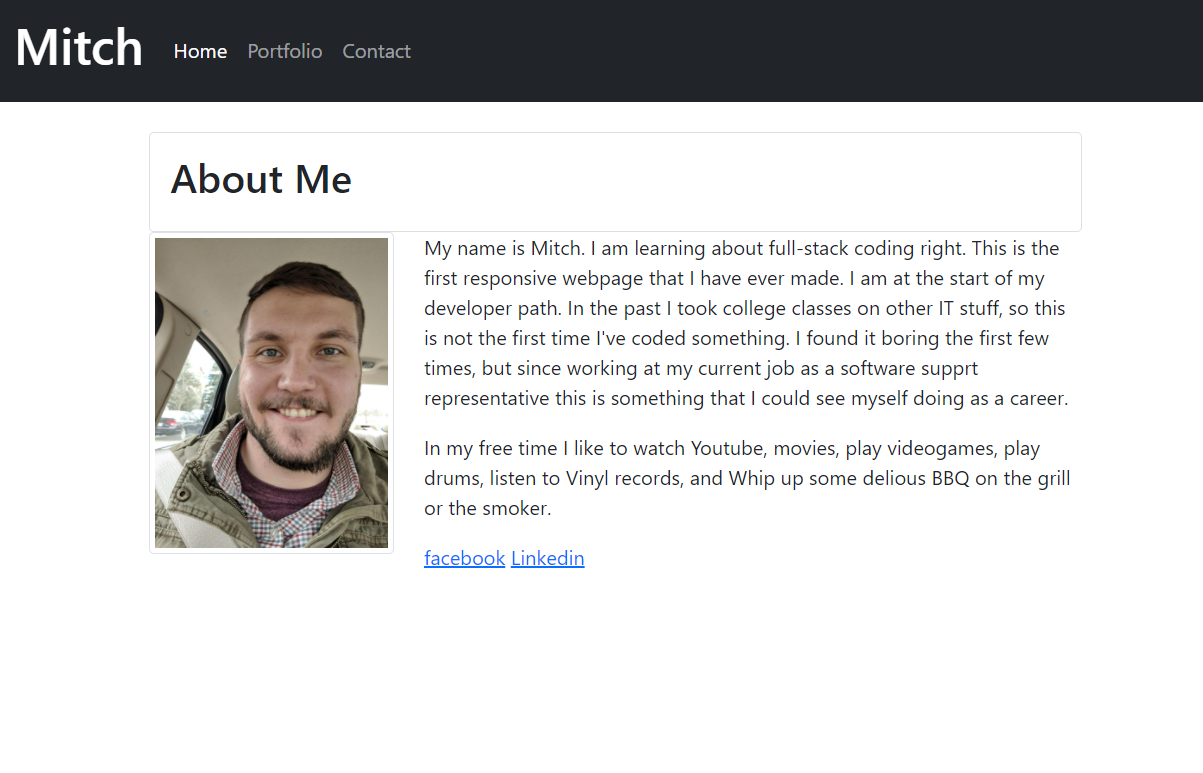 Mitch
Home Portfolio Contact
About Me
My name is Mitch. I am learning about full-stack coding right. This is the
first responsive webpage that I have ever made. I am at the start of my
developer path. In the past I took college classes on other IT stuff, so this
is not the first time I've coded something. I found it boring the first few
times, but since working at my current job as a software supprt
representative this is something that I could see myself doing as a career.
In my free time I like to watch Youtube, movies, play videogames, play
drums, listen to Vinyl records, and Whip up some delious BBQ on the grill
or the smoker.
facebook Linkedin